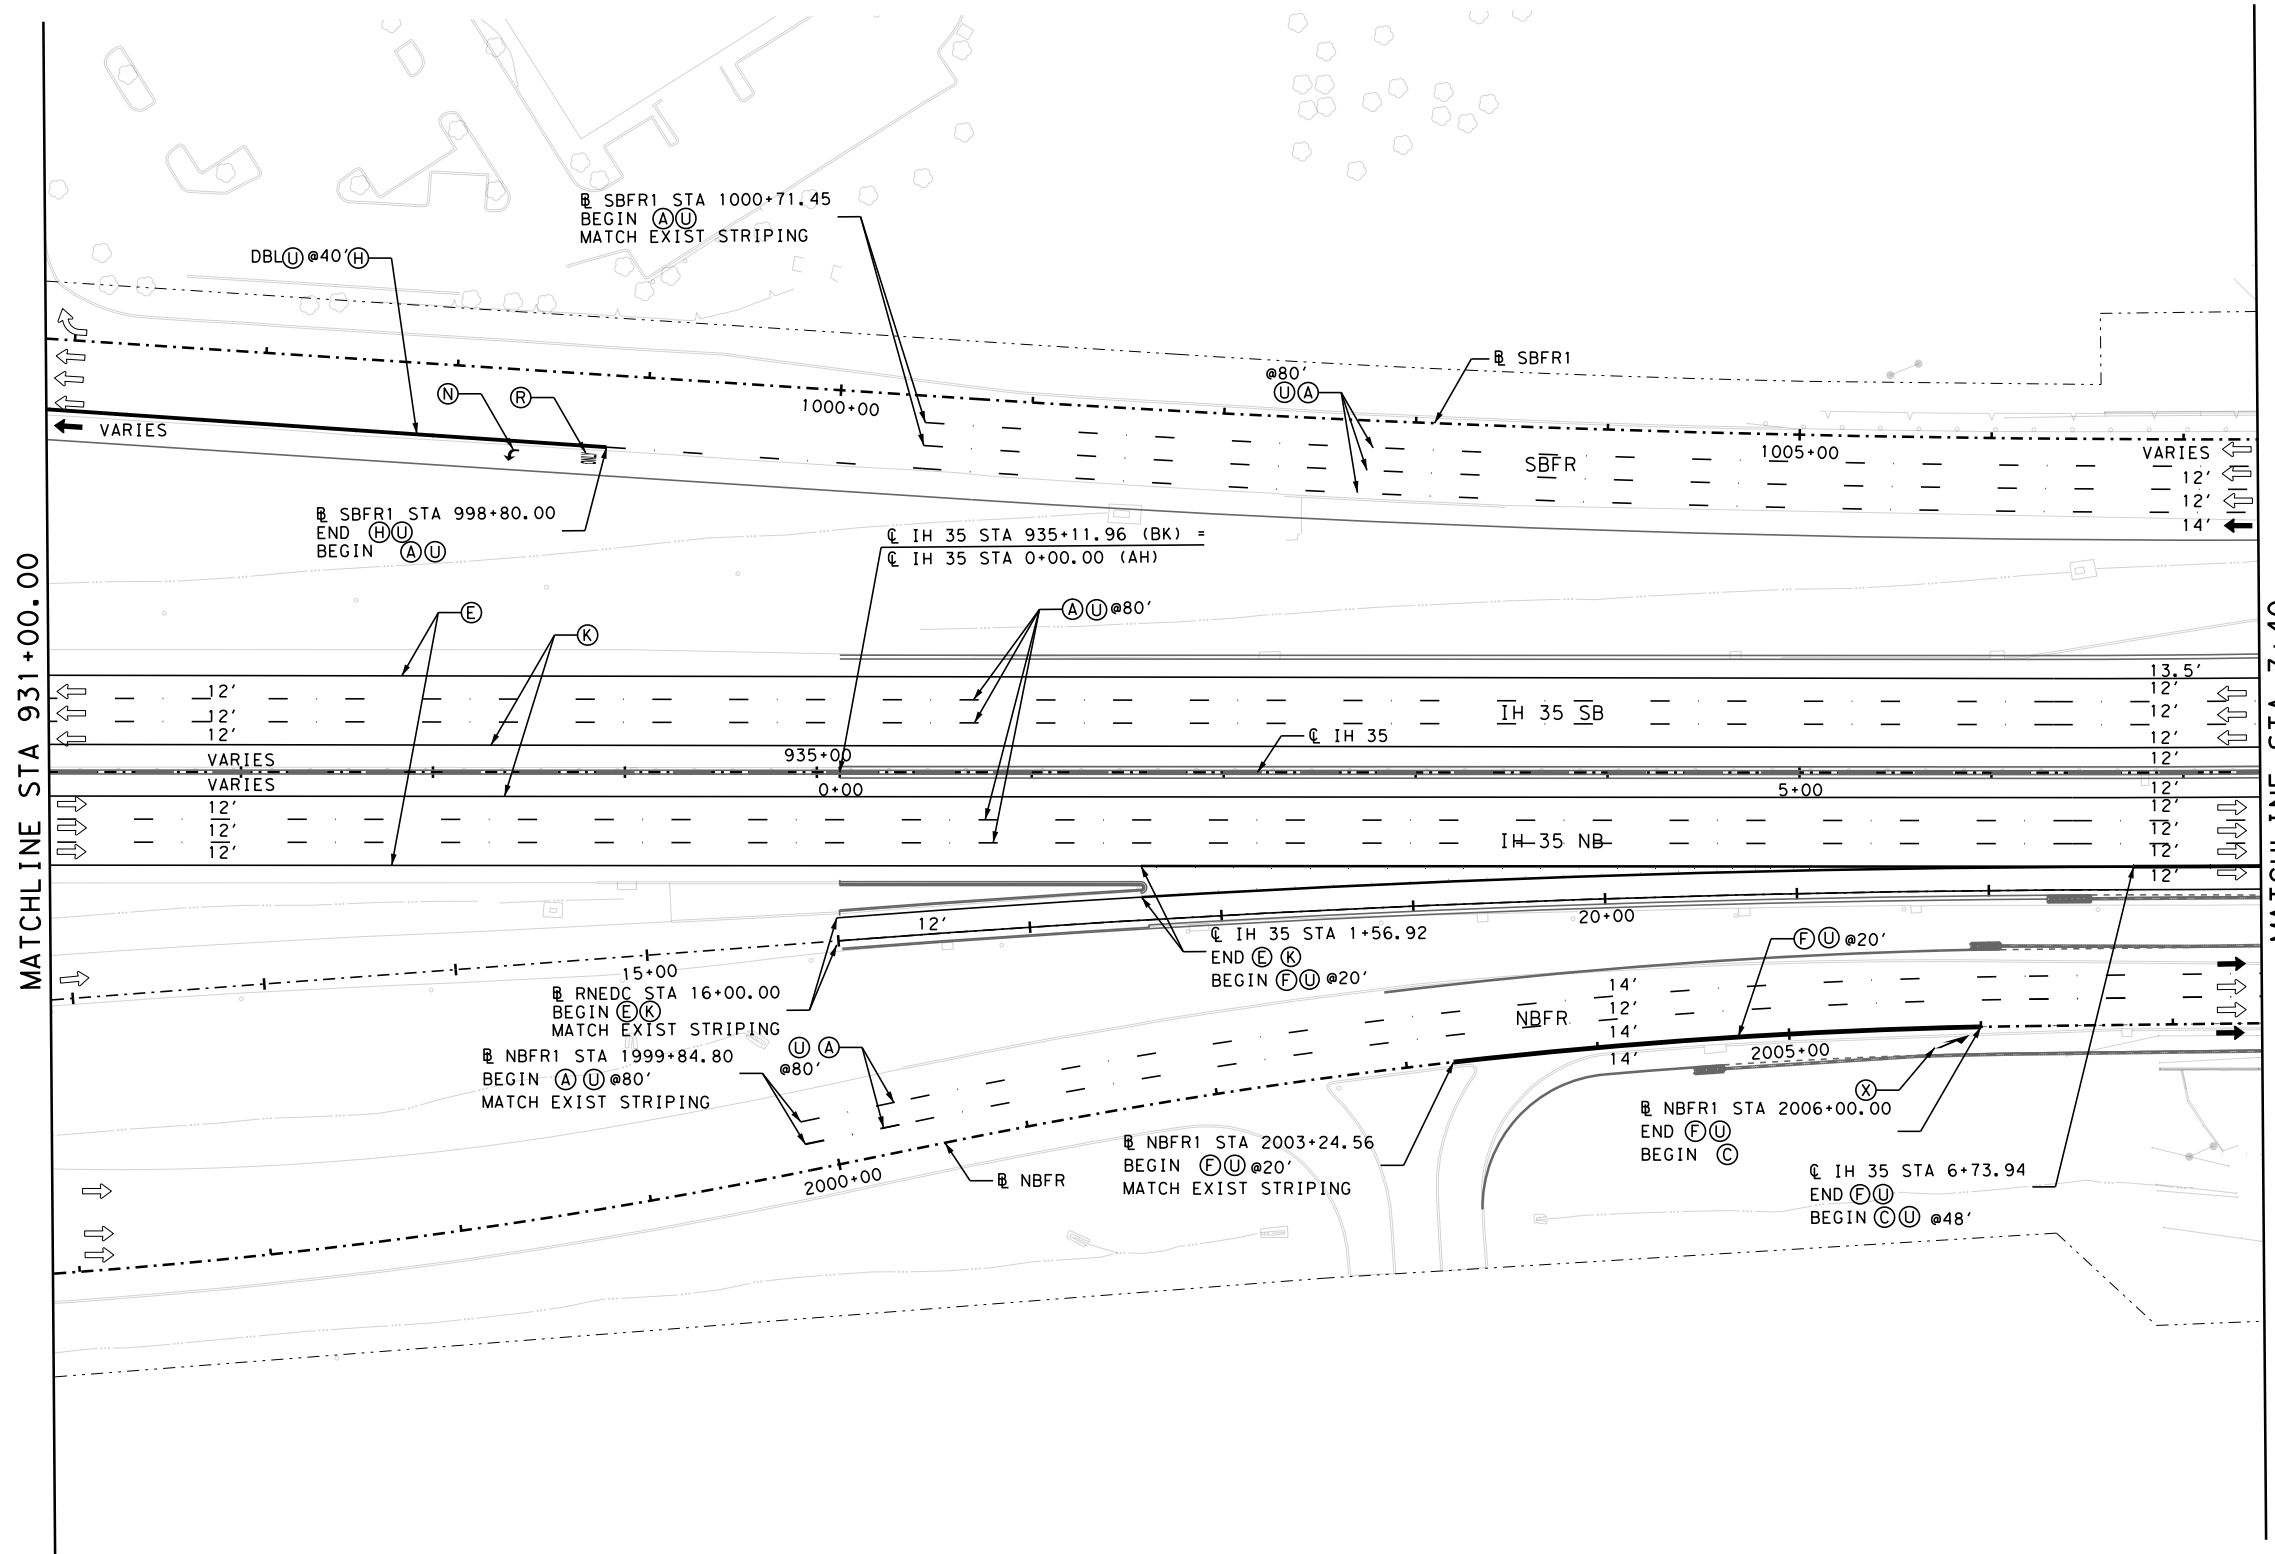 MATCHLINE STA 931+00.00
℄ SBFR1 STA 1000+71.45
BEGIN Ⓐ Ⓤ
MATCH EXIST STRIPING
DBL Ⓤ @40' Ⓗ
Ⓝ
Ⓡ
VARIES
1000+00
@80'
Ⓤ Ⓐ
SBFR1
SBFR
1005+00
VARIES
12'
12'
14'
SBFR1 STA 998+80.00
END Ⓗ Ⓤ
BEGIN Ⓐ Ⓤ
℄ IH 35 STA 935+11.96 (BK) =
℄ IH 35 STA 0+00.00 (AH)
Ⓔ
Ⓚ
Ⓐ Ⓤ @80'
12'
12'
12'
VARIES
VARIES
12'
12'
12'
935+00
0+00
℄ IH 35
IH 35 SB
IH 35 NB
5+00
13.5'
12'
12'
12'
12'
12'
12'
12'
12'
12'
12'
15+00
20+00
℄ IH 35 STA 1+56.92
END Ⓔ Ⓚ
BEGIN Ⓕ Ⓤ @20'
RNEDC STA 16+00.00
BEGIN Ⓔ Ⓚ
MATCH EXIST STRIPING
NBFR1 STA 1999+84.80
BEGIN Ⓐ Ⓤ @80'
MATCH EXIST STRIPING
Ⓤ Ⓐ
@80'
Ⓕ Ⓤ @20'
14'
12'
14'
14'
NBFR
2005+00
Ⓧ
NBFR1 STA 2006+00.00
END Ⓕ Ⓤ
BEGIN Ⓒ
NBFR1 STA 2003+24.56
BEGIN Ⓕ Ⓤ @20'
MATCH EXIST STRIPING
2000+00
NBFR
℄ IH 35 STA 6+73.94
END Ⓕ Ⓤ
BEGIN Ⓒ Ⓤ @48'